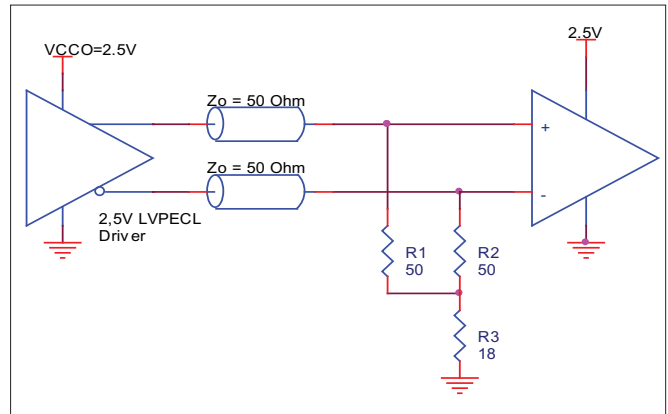 VCCO=2.5V
2.5V
Zo = 50 Ohm
+
Zo = 50 Ohm
-
2,5V LVPECL
Driver
R1
50
R2
50
R3
18